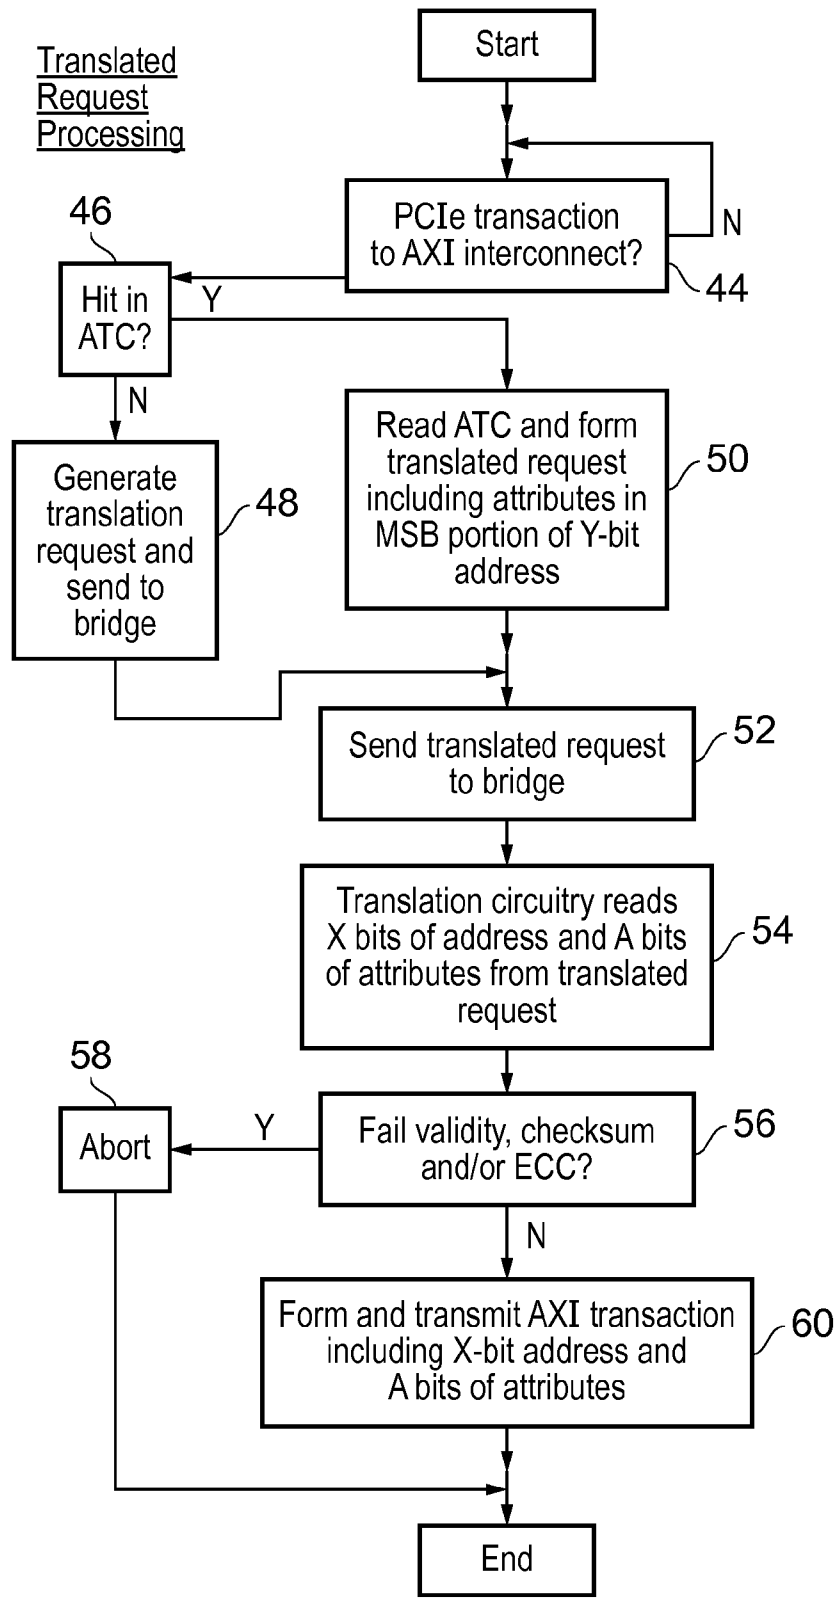 Translated
Request
Processing
Start
PCIe transaction
to AXI interconnect?
N
44
46
Y
Hit in
ATC?
N
Read ATC and form
translated request
including attributes in
MSB portion of Y-bit
address
50
Generate
translation
request and
send to
bridge
48
Send translated request
to bridge
52
Translation circuitry reads
X bits of address and A bits
of attributes from translated
request
54
58
Abort
Y
Fail validity, checksum
and/or ECC?
56
N
Form and transmit AXI transaction
including X-bit address and
A bits of attributes
60
End